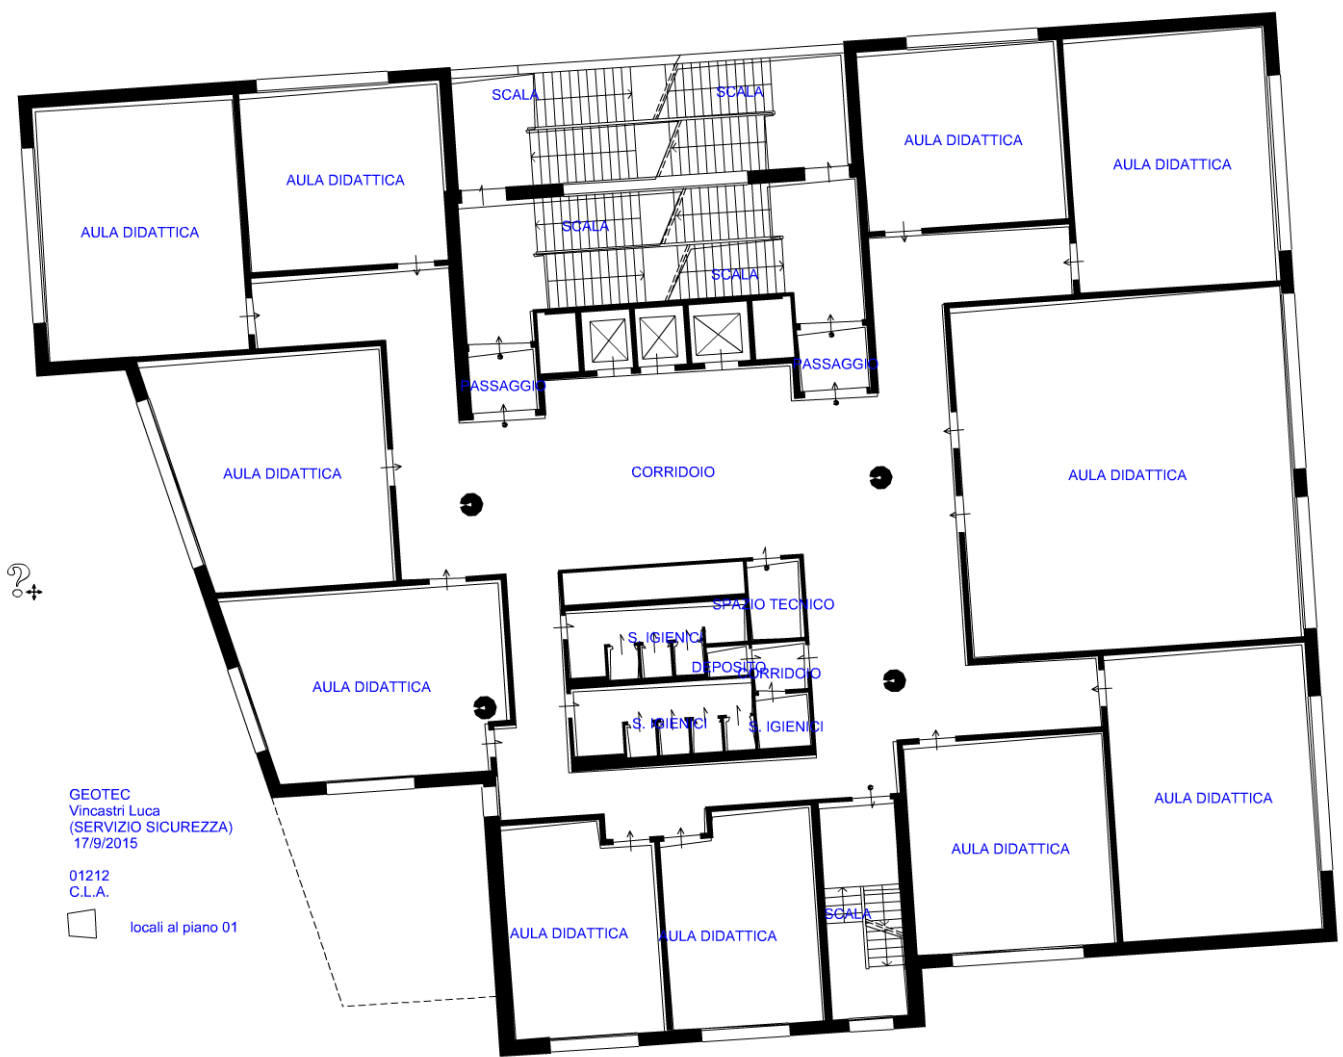 SCALA
SCALA
AULA DIDATTICA
AULA DIDATTICA
AULA DIDATTICA
AULA DIDATTICA
SCALA
AULA DIDATTICA
SCALA
PASSAGGIO
PASSAGGIO
AULA DIDATTICA
CORRIDOIO
AULA DIDATTICA
SPAZIO TECNICO
S. IGIENICI
DEPOSITO
CORRIDOIO
AULA DIDATTICA
S. IGIENICI
S. IGIENICI
GEOTEC
Vincastri Luca
(SERVIZIO SICUREZZA)
17/9/2015
01212
C.L.A.
locali al piano 01
AULA DIDATTICA
AULA DIDATTICA
SCALA
AULA DIDATTICA
AULA DIDATTICA